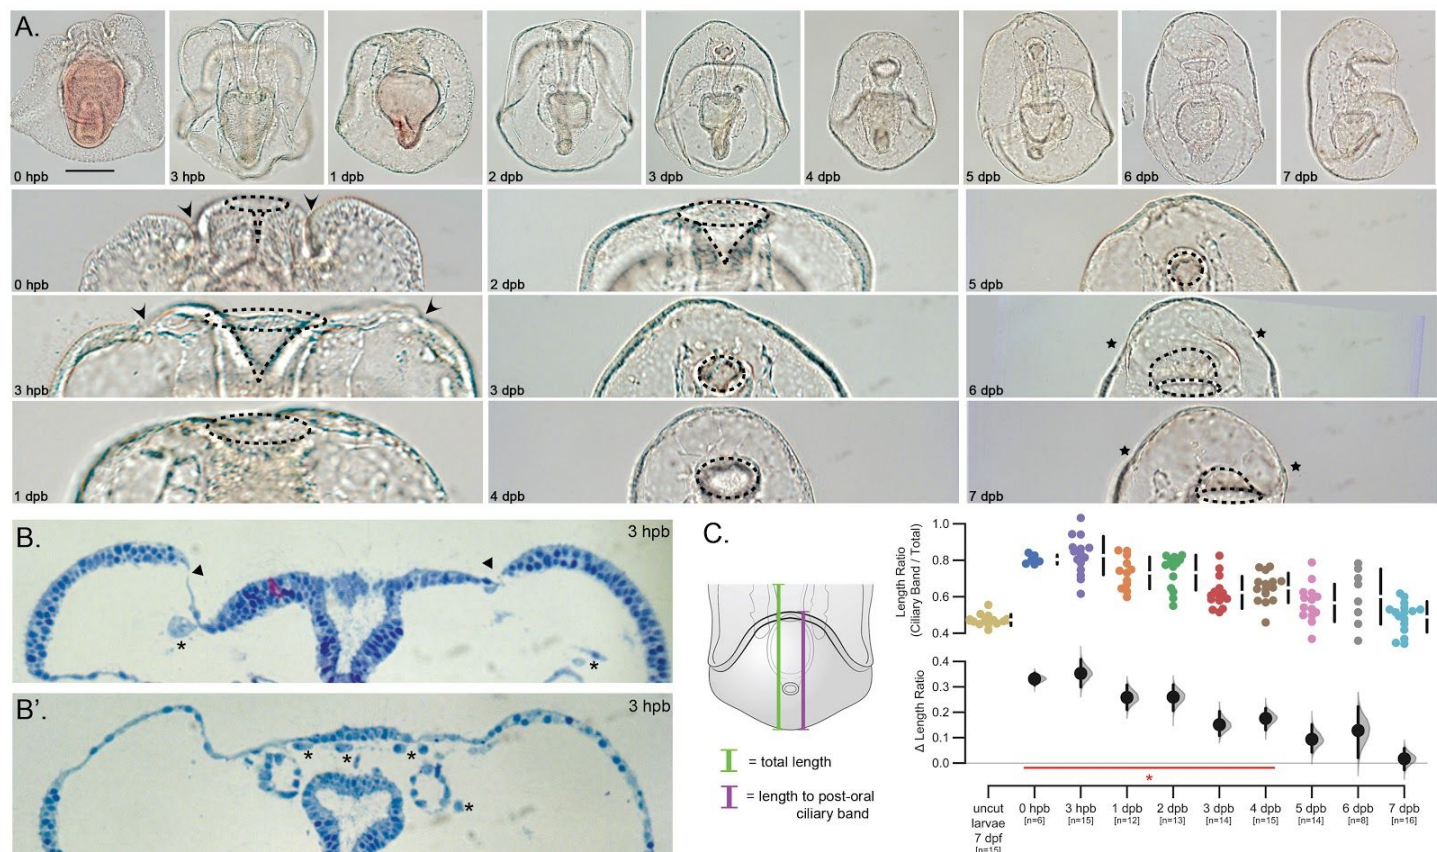 A.
0 hpb
3 hpb
1 dpb
2 dpb
3 dpb
4 dpb
5 dpb
6 dpb
7 dpb
0 hpb
2 dpb
5 dpb
3 hpb
3 dpb
6 dpb
1 dpb
4 dpb
7 dpb
B.
3 hpb
*
*
B'.
3 hpb
* * *
*
C.
= total length
= length to post-oral
ciliary band
Length Ratio
(Ciliary Band / Total)
1.0
0.8
0.6
0.4
Δ Length Ratio
0.4
0.3
0.2
0.1
0.0
*
uncut
larvae
7 dpf
[n=15]
0 hpb
[n=6]
3 hpb
[n=15]
1 dpb
[n=12]
2 dpb
[n=13]
3 dpb
[n=14]
4 dpb
[n=15]
5 dpb
[n=14]
6 dpb
[n=8]
7 dpb
[n=16]